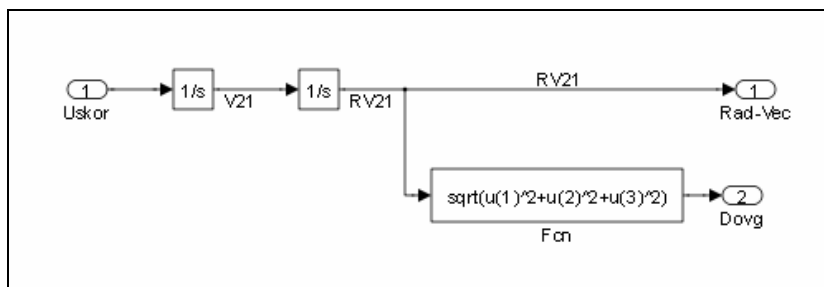 RV21
1
Uskor
1/s
V21
1/s
RV21
1
Rad-Vec
sqrt(u(1)^2+u(2)^2+u(3)^2)
Fcn
2
Dovg